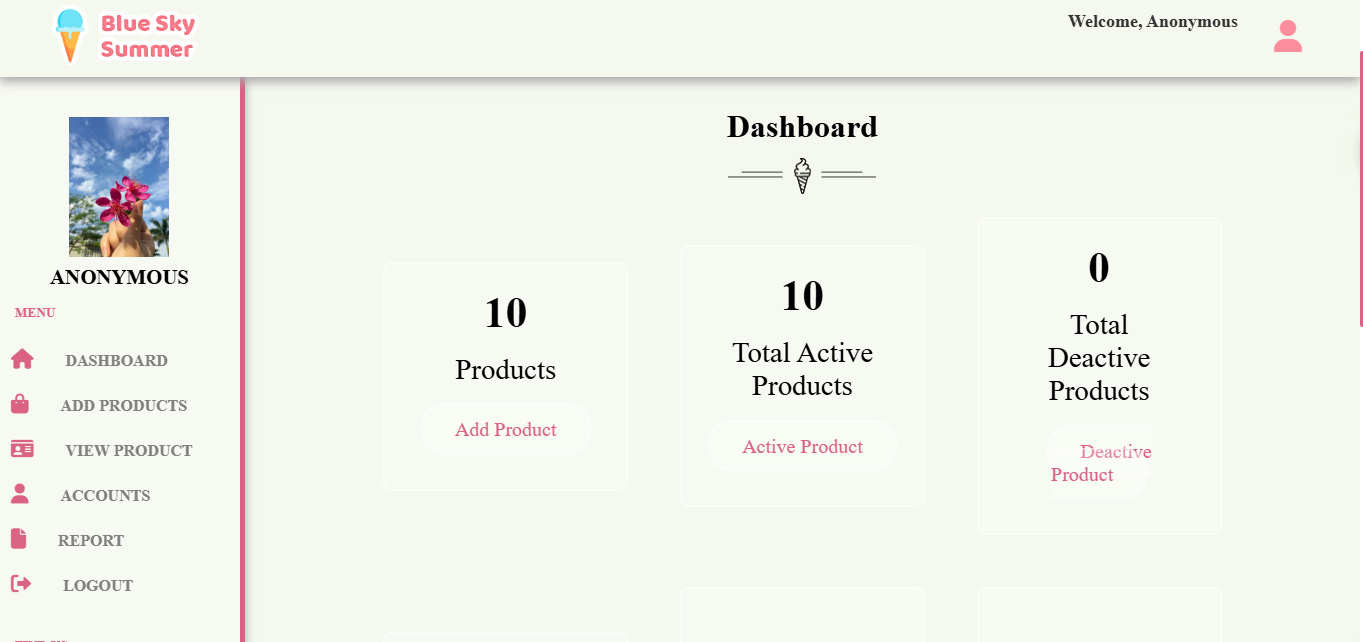 Blue Sky
Summer
Welcome, Anonymous
ANONYMOUS
MENU
DASHBOARD
ADD PRODUCTS
VIEW PRODUCT
ACCOUNTS
REPORT
LOGOUT
Dashboard
10
Products
Add Product
10
Total Active
Products
Active Product
0
Total
Deactive
Products
Deactive
Product